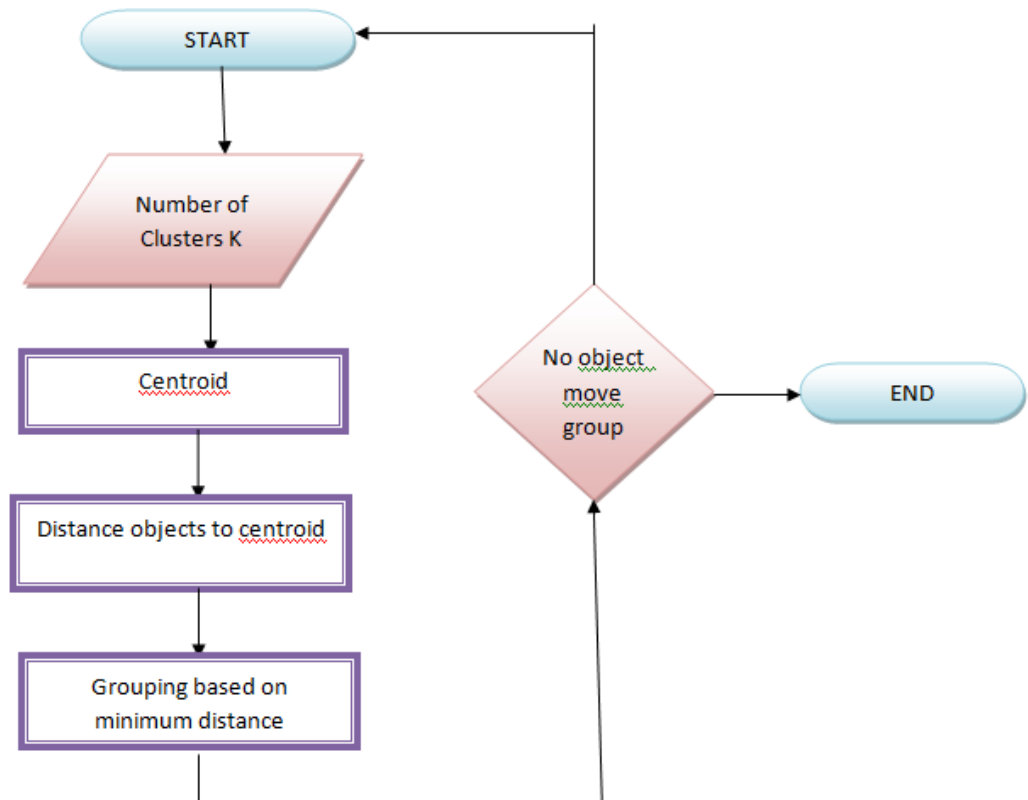 START
Number of
Clusters K
Centroid
Distance objects to centroid
Grouping based on
minimum distance
No object
move
group
END